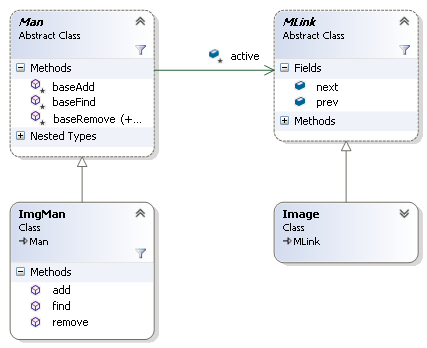 Man
Abstract Class
Methods
baseAdd
baseFind
baseRemove (+...
Nested Types
active
MLink
Abstract Class
Fields
next
prev
Methods
ImgMan
Class
Man
Methods
add
find
remove
Image
Class
MLink